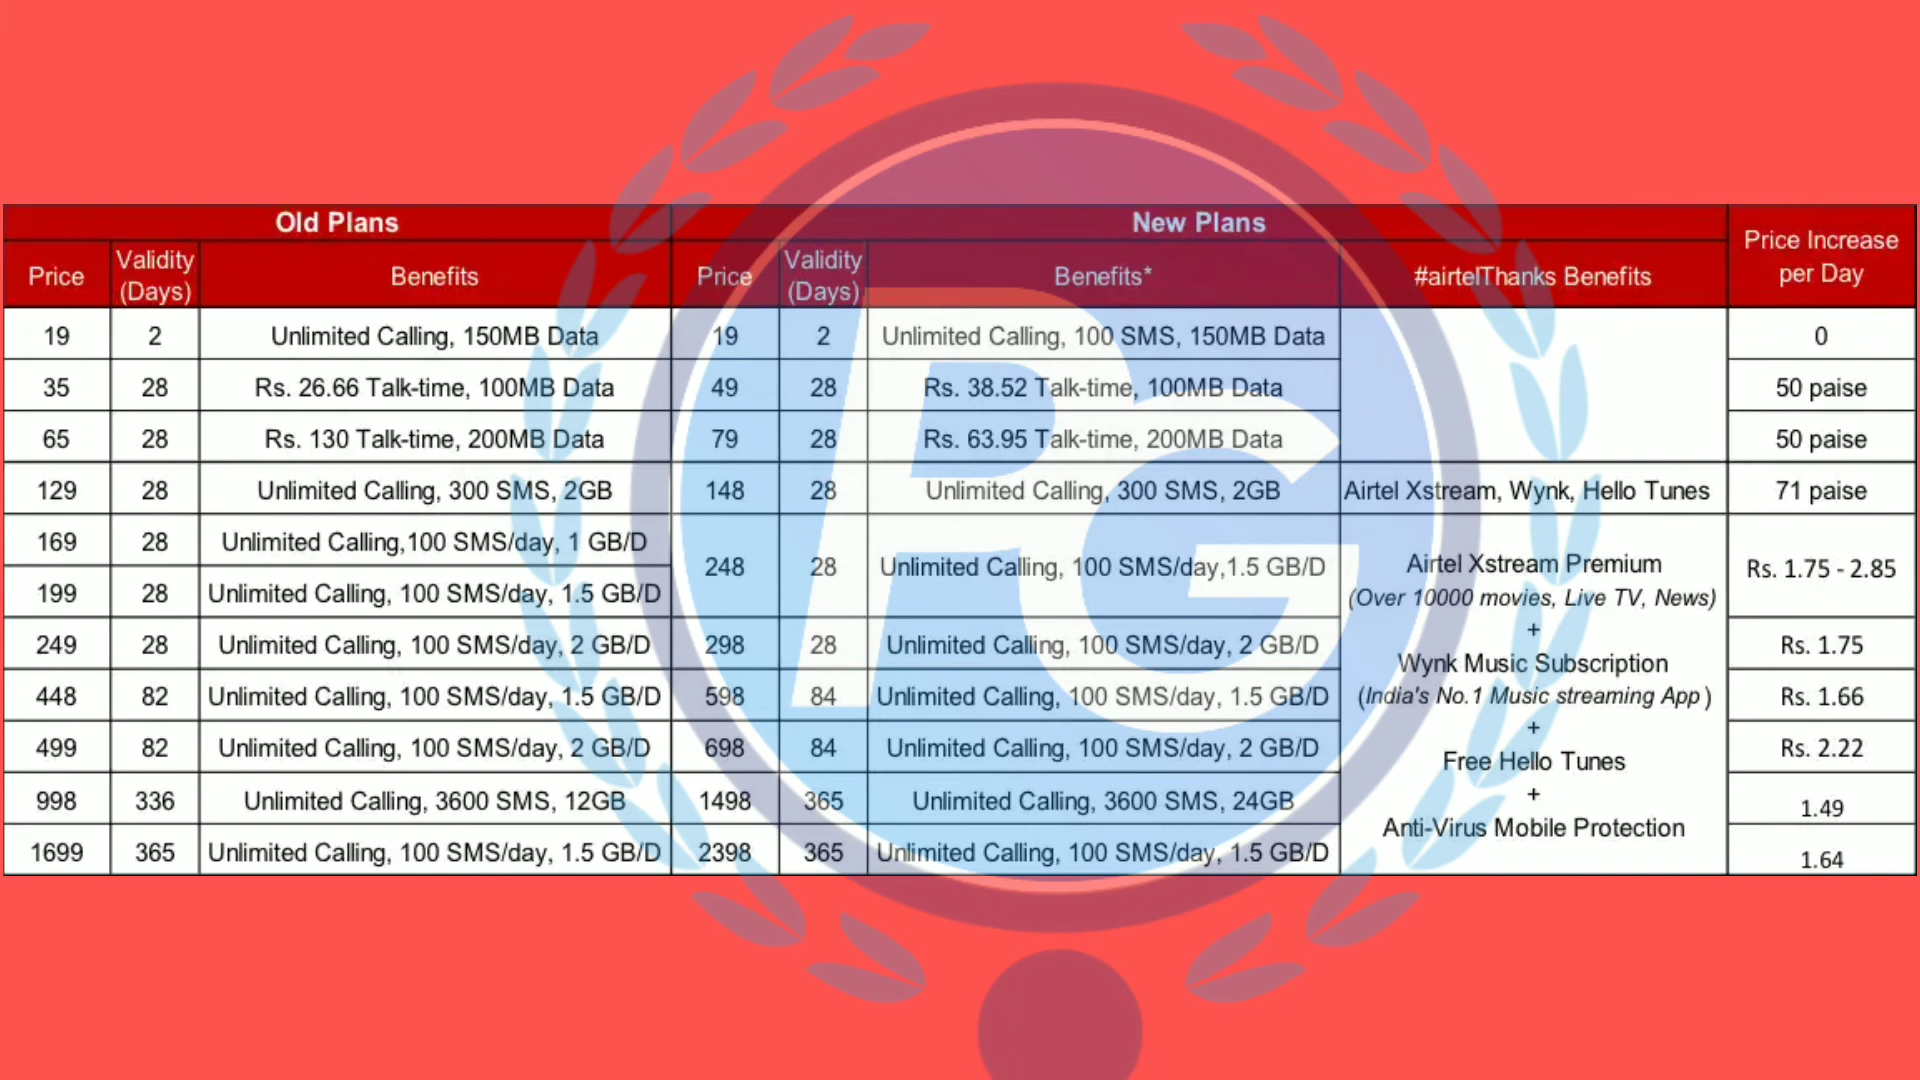 Old Plans New Plans Price Increase per Day
Price Validity (Days) Benefits Price Validity (Days) Benefits* #airtelThanks Benefits
19 2 Unlimited Calling, 150MB Data 19 2 Unlimited Calling, 100 SMS, 150MB Data 0
35 28 Rs. 26.66 Talk-time, 100MB Data 49 28 Rs. 38.52 Talk-time, 100MB Data 50 paise
65 28 Rs. 130 Talk-time, 200MB Data 79 28 Rs. 63.95 Talk-time, 200MB Data 50 paise
129 28 Unlimited Calling, 300 SMS, 2GB 148 28 Unlimited Calling, 300 SMS, 2GB Airtel Xstream, Wynk, Hello Tunes 71 paise
169 28 Unlimited Calling,100 SMS/day, 1 GB/D
248 28 Unlimited Calling, 100 SMS/day,1.5 GB/D Airtel Xstream Premium Rs. 1.75 - 2.85
199 28 Unlimited Calling, 100 SMS/day, 1.5 GB/D (Over 10000 movies, Live TV, News)
+
249 28 Unlimited Calling, 100 SMS/day, 2 GB/D 298 28 Unlimited Calling, 100 SMS/day, 2 GB/D Rs. 1.75
Wynk Music Subscription
448 82 Unlimited Calling, 100 SMS/day, 1.5 GB/D 598 84 Unlimited Calling, 100 SMS/day, 1.5 GB/D (India's No.1 Music streaming App ) Rs. 1.66
+
499 82 Unlimited Calling, 100 SMS/day, 2 GB/D 698 84 Unlimited Calling, 100 SMS/day, 2 GB/D Free Hello Tunes Rs. 2.22
+
998 336 Unlimited Calling, 3600 SMS, 12GB 1498 365 Unlimited Calling, 3600 SMS, 24GB 1.49
Anti-Virus Mobile Protection
1699 365 Unlimited Calling, 100 SMS/day, 1.5 GB/D 2398 365 Unlimited Calling, 100 SMS/day, 1.5 GB/D 1.64
PG